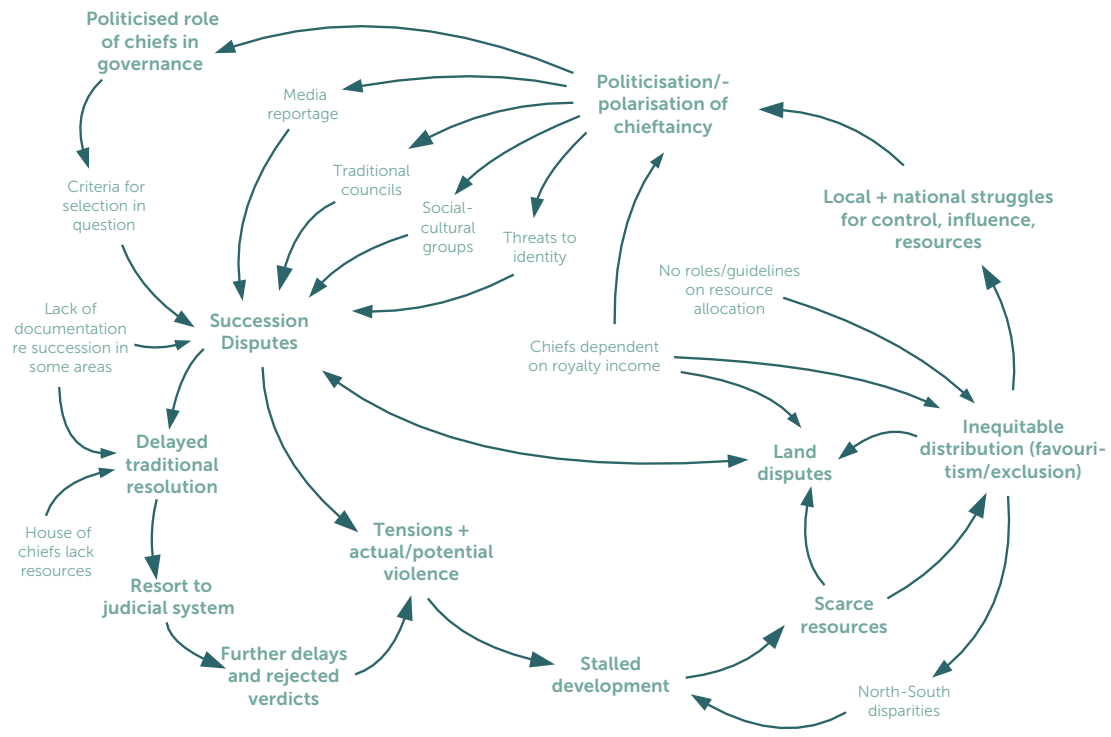 Politicised role
of chiefs in
governance
Media
reportage
Politicisation/-
polarisation of
chieftaincy
Traditional
councils
Criteria for
selection in
question
Social-
cultural
groups
Threats to
identity
Local + national struggles
for control, influence,
resources
No roles/guidelines
on resource
allocation
Lack of
documentation
re succession in
some areas
Succession
Disputes
Chiefs dependent
on royalty income
Delayed
traditional
resolution
Land
disputes
Inequitable
distribution (favouri-
tism/exclusion)
House of
chiefs lack
resources
Tensions +
actual/potential
violence
Resort to
judicial system
Scarce
resources
Further delays
and rejected
verdicts
Stalled
development
North-South
disparities